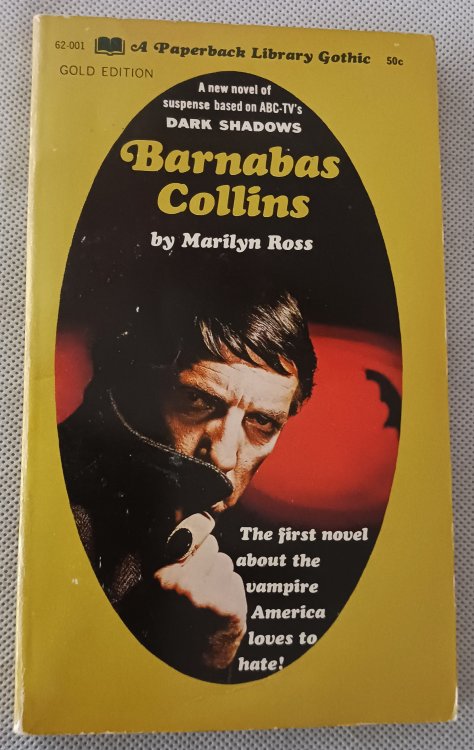 62-001 A Paperback Library Gothic 50c
GOLD EDITION
A new novel of
suspense based on ABC-TV's
DARK SHADOWS
Barnabas
Collins
by Marilyn Ross
The first novel
about the
vampire
America
loves to
hate!